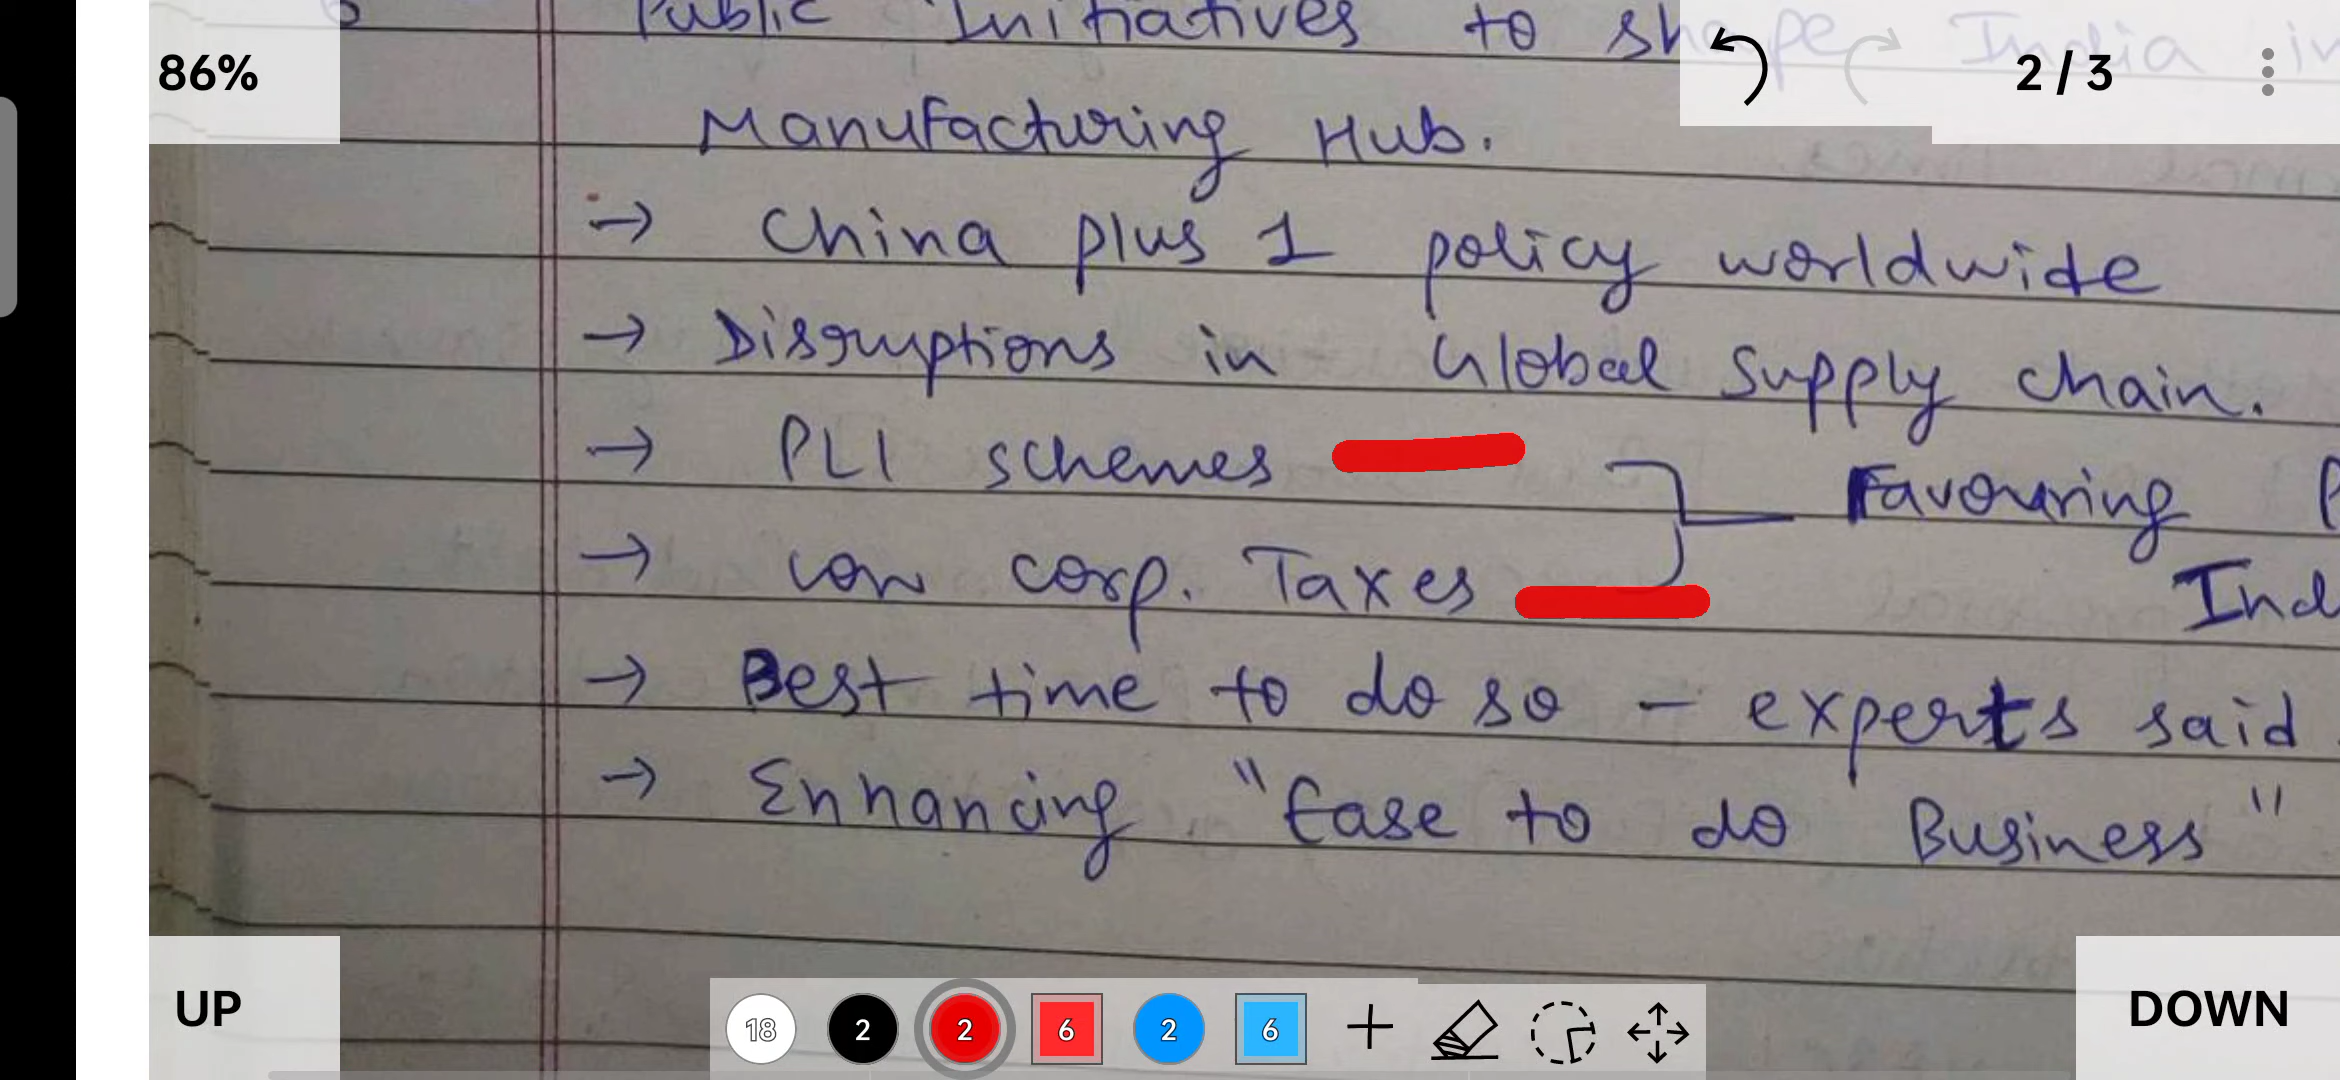 86%
2 / 3
Public Initiatives to shape India in
Manufacturing Hub.
→ China plus 1 policy worldwide
→ Disruptions in Global supply chain.
→ PLI schemes
Favouring
→ Low corp. Taxes
Ind
→ Best time to do so - experts said.
→ Enhancing "Ease to do Business"
UP
DOWN
18 2 2 6 2 6